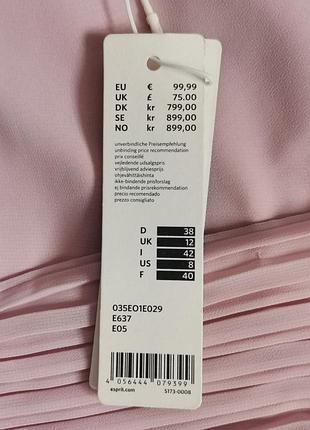 EU € 99,99
UK £ 75.00
DK kr 799,00
SE kr 899,00
NO kr 899,00
unverbindliche Preisempfehlung
unbinding price recommendation
prix conseillé
vejledende udsalgspris
vrijblijvend adviesprijs
ohjevähittäishinta
ikke-bindende prisforslag
ej bindande prisrekommendation
precio recomendado
prezzo consigliato
D 38
UK 12
I 42
US 8
F 40
035EO1E029
E637
E05
4 056444 079399
esprit.com S173-0008